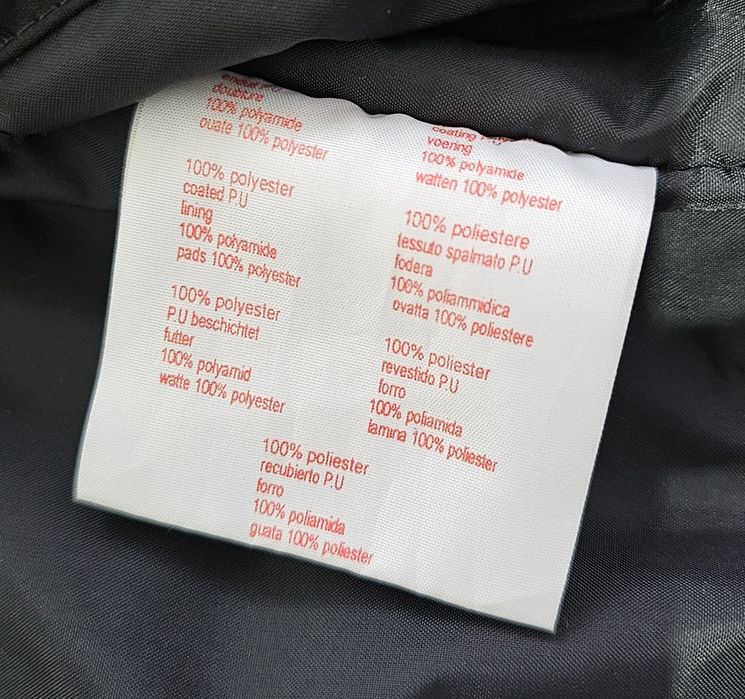 enduit P.U
doublure
100% polyamide
ouate 100% polyester
100% polyester
coated P.U
lining
100% polyamide
pads 100% polyester
100% polyester
P.U beschichtet
futter
100% polyamid
watte 100% polyester
coating P.U
voering
100% polyamide
watten 100% polyester
100% poliestere
tessuto spalmato P.U
fodera
100% poliammidica
ovatta 100% poliestere
100% poliester
revestido P.U
forro
100% poliamida
lamina 100% poliester
100% poliester
recubierto P.U
forro
100% poliamida
guata 100% poliester